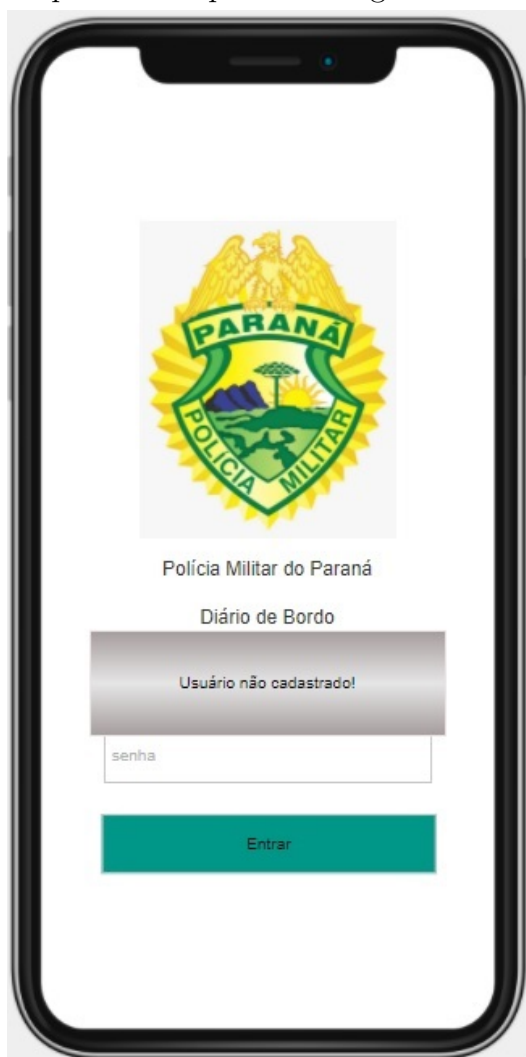 PARANÁ
POLÍCIA MILITAR
Polícia Militar do Paraná
Diário de Bordo
Usuário não cadastrado!
senha
Entrar